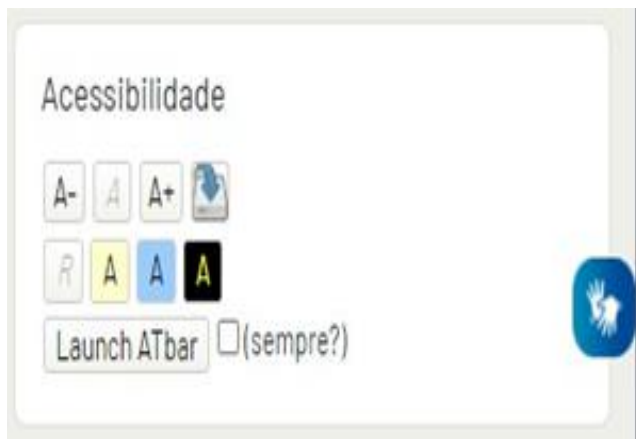 Acessibilidade
A- A A+
R A A A
Launch ATbar (sempre?)